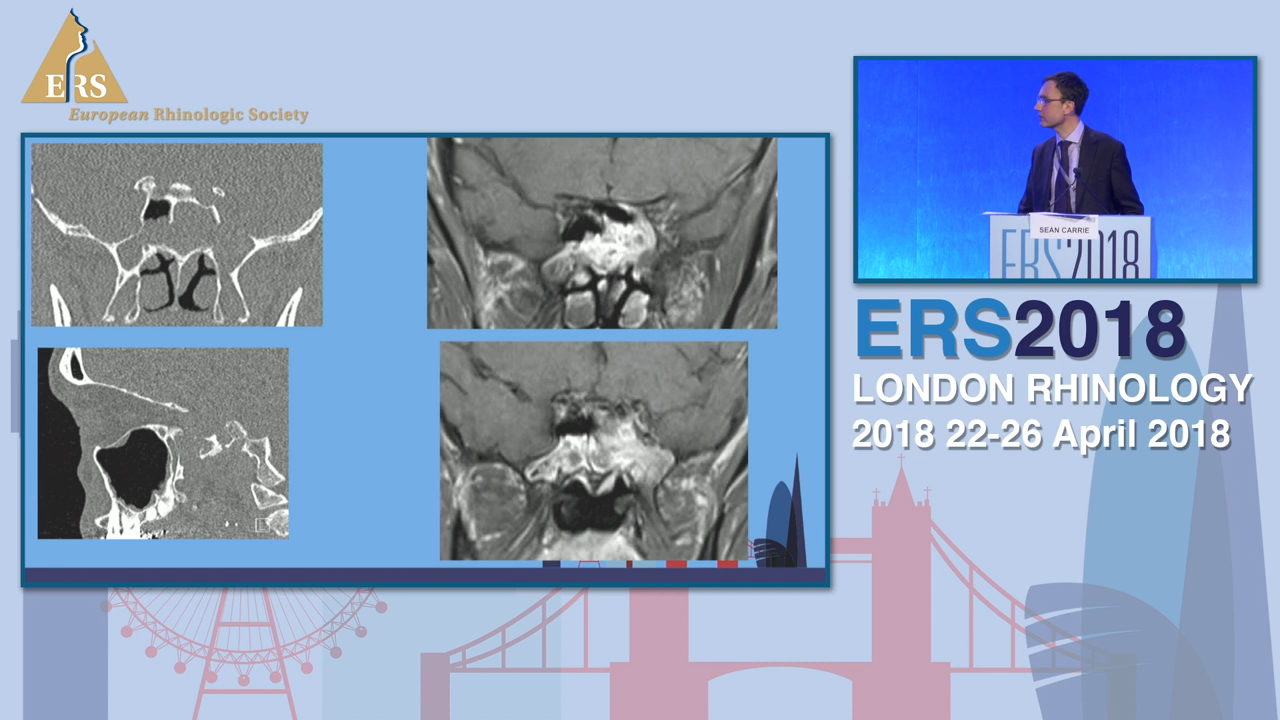 ERS
European Rhinologic Society
SEAN CARRIE
ERS2018
ERS2018
LONDON RHINOLOGY
2018 22-26 April 2018